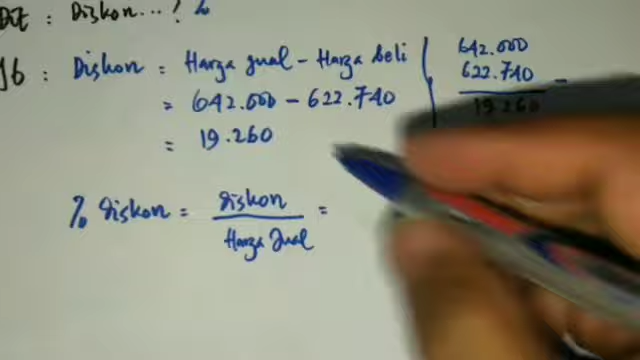 Dit : Diskon...? %
Jb : Diskon = Harga jual - Harga beli
= 642.000 - 622.740
= 19.260
642.000
622.740 -
19.260
% diskon = diskon / Harga Jual =